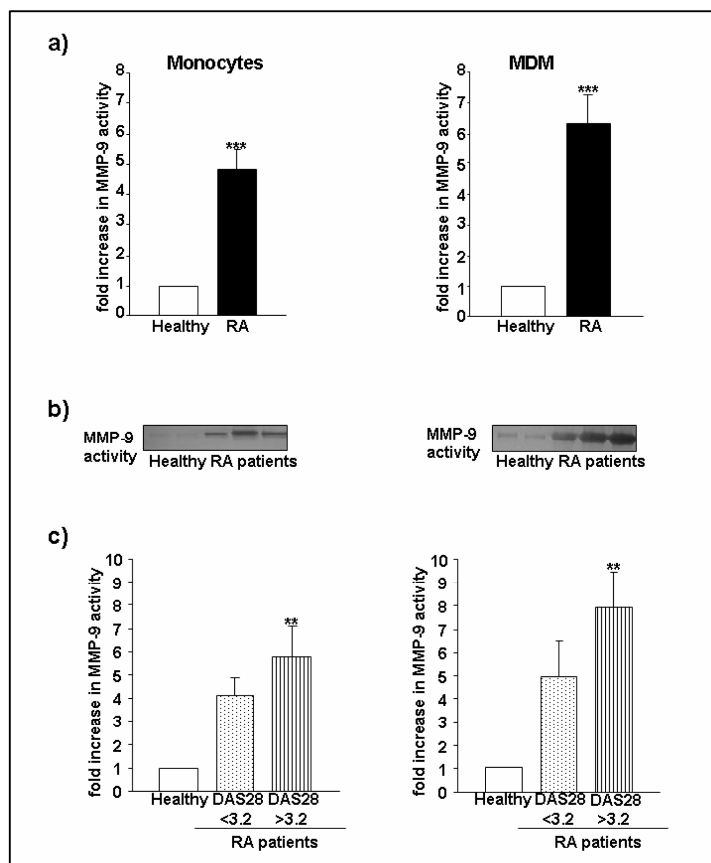 a)
Monocytes
MDM
fold increase in MMP-9 activity
8
7
6
5
4
3
2
1
0
***
Healthy RA
fold increase in MMP-9 activity
8
7
6
5
4
3
2
1
0
***
Healthy RA
b)
MMP-9
activity
Healthy RA patients
MMP-9
activity
Healthy RA patients
c)
fold increase in MMP-9 activity
10
9
8
7
6
5
4
3
2
1
0
**
Healthy DAS28 DAS28
<3.2 >3.2
RA patients
fold increase in MMP-9 activity
10
9
8
7
6
5
4
3
2
1
0
**
Healthy DAS28 DAS28
<3.2 >3.2
RA patients